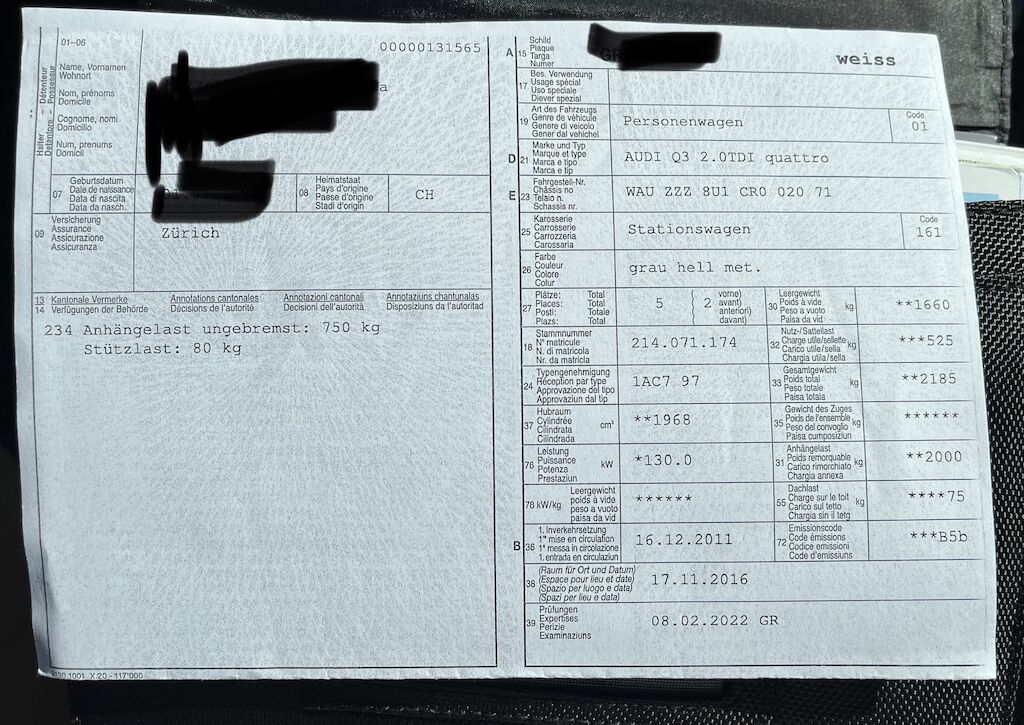 01–06
00000131565
Halter – Détenteur
Detentore – Possessur
Name, Vornamen
Wohnort
Nom, prénoms
Domicile
Cognome, nomi
Domicilio
Num, prenums
Domicil
a
07
Geburtsdatum
Date de naissance
Data di nascita
Data da nasch.
08
Heimatstaat
Pays d'origine
Paese d'origine
Stadi d'origin
CH
09
Versicherung
Assurance
Assicurazione
Assicuranza
Zürich
13 Kantonale Vermerke Annotations cantonales Annotazioni cantonali Annotaziuns chantunalas
14 Verfügungen der Behörde Décisions de l'autorité Decisioni dell'autorità Disposiziuns da l'autoritad
234 Anhängelast ungebremst: 750 kg
Stützlast: 80 kg
X.20 - 117'000
A 15
Schild
Plaque
Targa
Numer
GR
weiss
17
Bes. Verwendung
Usage spécial
Uso speciale
Diever spezial
19
Art des Fahrzeugs
Genre de véhicule
Genere di veicolo
Gener dal vehichel
Personenwagen
Code
01
D 21
Marke und Typ
Marque et type
Marca e tipo
Marca e tip
AUDI Q3 2.0TDI quattro
E 23
Fahrgestell-Nr.
Châssis no
Telaio n.
Schassis nr.
WAU ZZZ 8U1 CR0 020 71
25
Karosserie
Carrosserie
Carrozzeria
Carossaria
Stationswagen
Code
161
26
Farbe
Couleur
Colore
Colur
grau hell met.
27
Plätze: Total
Places: Total
Posti: Totale
Plazs: Total
5
2
vorne)
avant)
anteriori)
davant)
30
Leergewicht
Poids à vide
Peso a vuoto
Paisa da vid
kg
**1660
18
Stammnummer
N° matricule
N. di matricola
Nr. da matricla
214.071.174
32
Nutz-/Sattellast
Charge utile/sellette
Carico utile/sella
Chargia utila/sella
kg
***525
24
Typengenehmigung
Réception par type
Approvazione del tipo
Approvaziun dal tip
1AC7 97
33
Gesamtgewicht
Poids total
Peso totale
Paisa totala
kg
**2185
37
Hubraum
Cylindrée
Cilindrata
Cilindrada
cm³
**1968
35
Gewicht des Zuges
Poids de l'ensemble
Peso del convoglio
Paisa cumposiziun
kg
******
76
Leistung
Puissance
Potenza
Prestaziun
kW
*130.0
31
Anhängelast
Poids remorquable
Carico rimorchiato
Chargia annexa
kg
**2000
78 kW/kg
Leergewicht
poids à vide
peso a vuoto
paisa da vid
******
55
Dachlast
Charge sur le toit
Carico sul tetto
Chargia sin il tetg
kg
****75
B 36
1. Inverkehrsetzung
1re mise en circulation
1a messa in circolazione
1. entrada en circulaziun
16.12.2011
72
Emissionscode
Code émissions
Codice emissioni
Code d'emissiuns
***B5b
38
(Raum für Ort und Datum)
(Espace pour lieu et date)
(Spazio per luogo e data)
(Spazi per lieu e data)
17.11.2016
39
Prüfungen
Expertises
Perizie
Examinaziuns
08.02.2022 GR